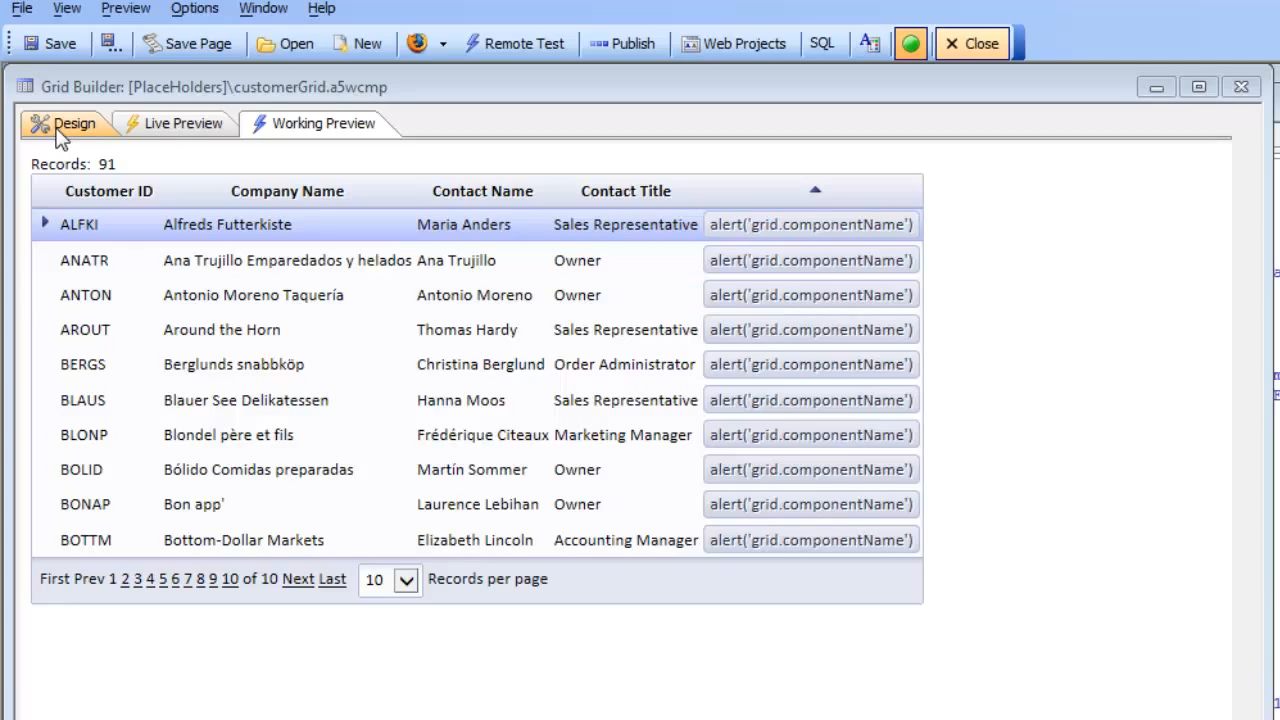 File View Preview Options Window Help
Save Save Page Open New Remote Test Publish Web Projects SQL Close
Grid Builder: [PlaceHolders]\customerGrid.a5wcmp
Design Live Preview Working Preview
Records: 91
Customer ID Company Name Contact Name Contact Title
ALFKI Alfreds Futterkiste Maria Anders Sales Representative alert('grid.componentName')
ANATR Ana Trujillo Emparedados y helados Ana Trujillo Owner alert('grid.componentName')
ANTON Antonio Moreno Taquería Antonio Moreno Owner alert('grid.componentName')
AROUT Around the Horn Thomas Hardy Sales Representative alert('grid.componentName')
BERGS Berglunds snabbköp Christina Berglund Order Administrator alert('grid.componentName')
BLAUS Blauer See Delikatessen Hanna Moos Sales Representative alert('grid.componentName')
BLONP Blondel père et fils Frédérique Citeaux Marketing Manager alert('grid.componentName')
BOLID Bólido Comidas preparadas Martín Sommer Owner alert('grid.componentName')
BONAP Bon app' Laurence Lebihan Owner alert('grid.componentName')
BOTTM Bottom-Dollar Markets Elizabeth Lincoln Accounting Manager alert('grid.componentName')
First Prev 1 2 3 4 5 6 7 8 9 10 of 10 Next Last 10 Records per page